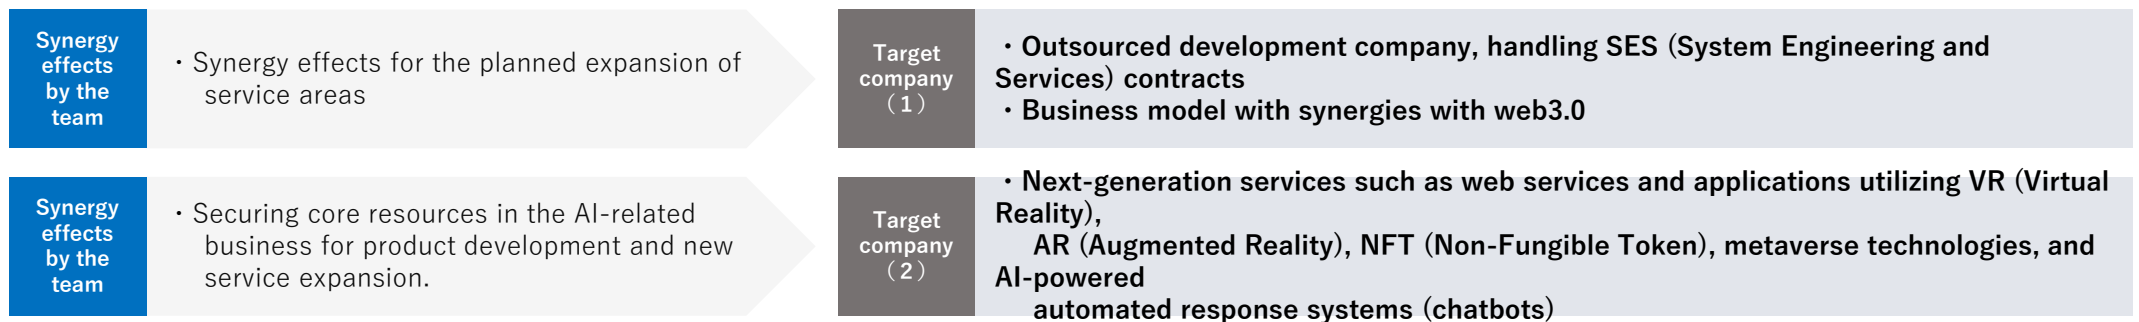 Synergy
effects
by the
team
・Synergy effects for the planned expansion of
service areas
Target
company
（1）
・Outsourced development company, handling SES (System Engineering and
Services) contracts
・Business model with synergies with web3.0
Synergy
effects
by the
team
・Securing core resources in the AI-related
business for product development and new
service expansion.
Target
company
（2）
・Next-generation services such as web services and applications utilizing VR (Virtual
Reality),
AR (Augmented Reality), NFT (Non-Fungible Token), metaverse technologies, and
AI-powered
automated response systems (chatbots)